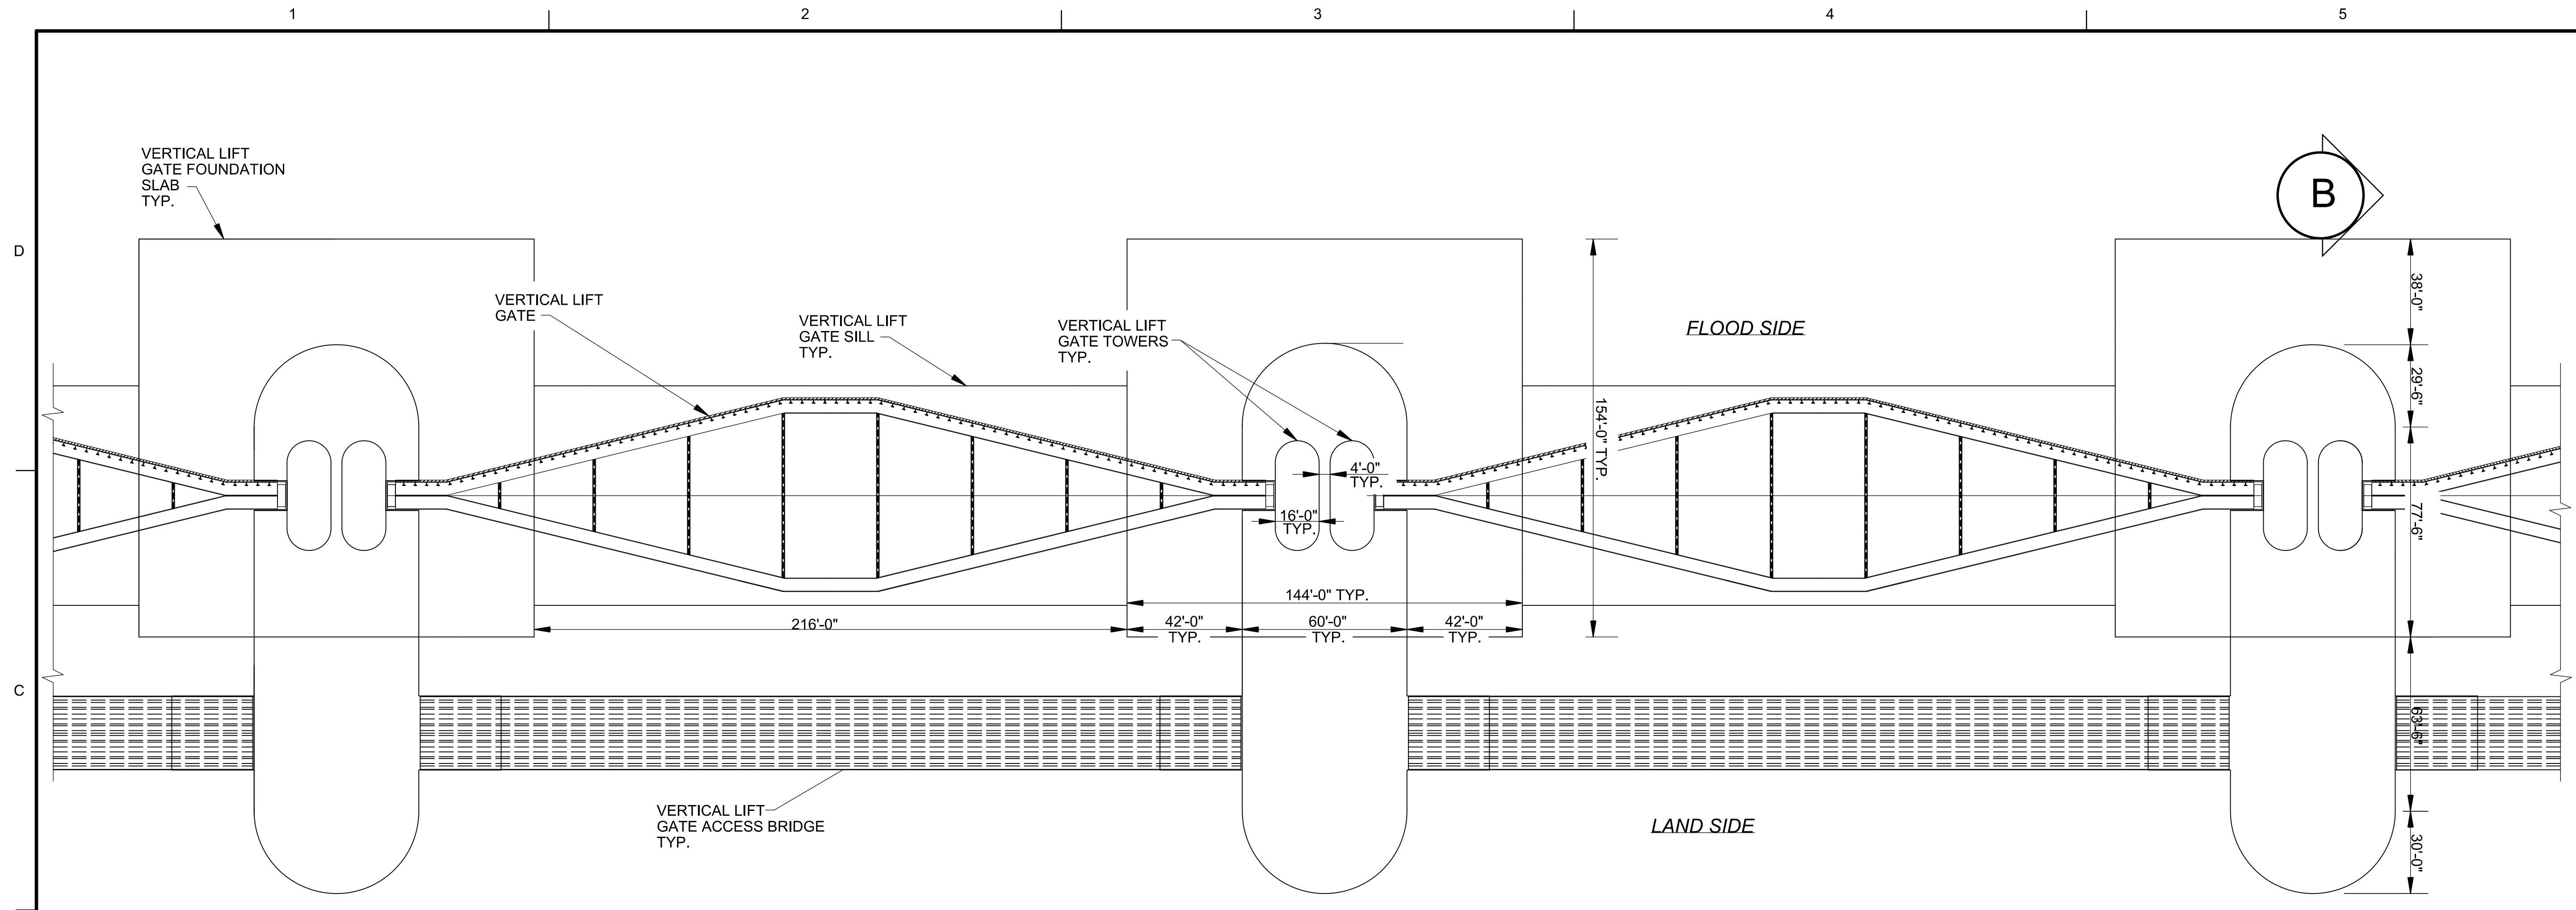 1
2
3
4
5
VERTICAL LIFT
GATE FOUNDATION
SLAB
TYP.
B
D
38'-0"
VERTICAL LIFT
GATE
VERTICAL LIFT
GATE SILL
TYP.
VERTICAL LIFT
GATE TOWERS
TYP.
FLOOD SIDE
29'-6"
154'-0" TYP.
4'-0"
TYP.
16'-0"
TYP.
77'-6"
144'-0" TYP.
216'-0"
42'-0"
TYP.
60'-0"
TYP.
42'-0"
TYP.
C
63'-6"
VERTICAL LIFT
GATE ACCESS BRIDGE
TYP.
LAND SIDE
30'-0"